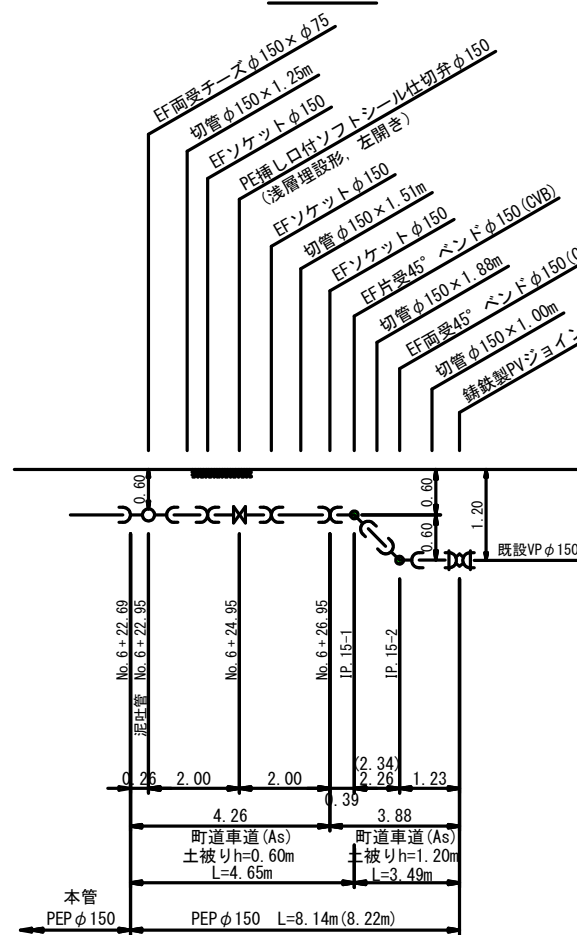 EF両受チーズφ150×φ75
切管φ150×1.25m
EFソケットφ150
PE挿し口付ソフトシール仕切弁φ150
(浅層埋設形, 左開き)
EFソケットφ150
切管φ150×1.51m
EFソケットφ150
EF片受45°ベンドφ150(CVB)
切管φ150×1.88m
EF両受45°ベンドφ150(C
切管φ150×1.00m
鋳鉄製PVジョイン
0.60
0.60
0.60
1.20
既設VPφ150
No.6+22.69
No.6+22.95
泥吐管
No.6+24.95
No.6+26.95
IP.15-1
IP.15-2
0.26
2.00
2.00
0.39
(2.34)
2.26
1.23
4.26
3.88
町道車道(As)
土被りh=0.60m
L=4.65m
町道車道(As)
土被りh=1.20m
L=3.49m
本管
PEPφ150
PEPφ150 L=8.14m(8.22m)